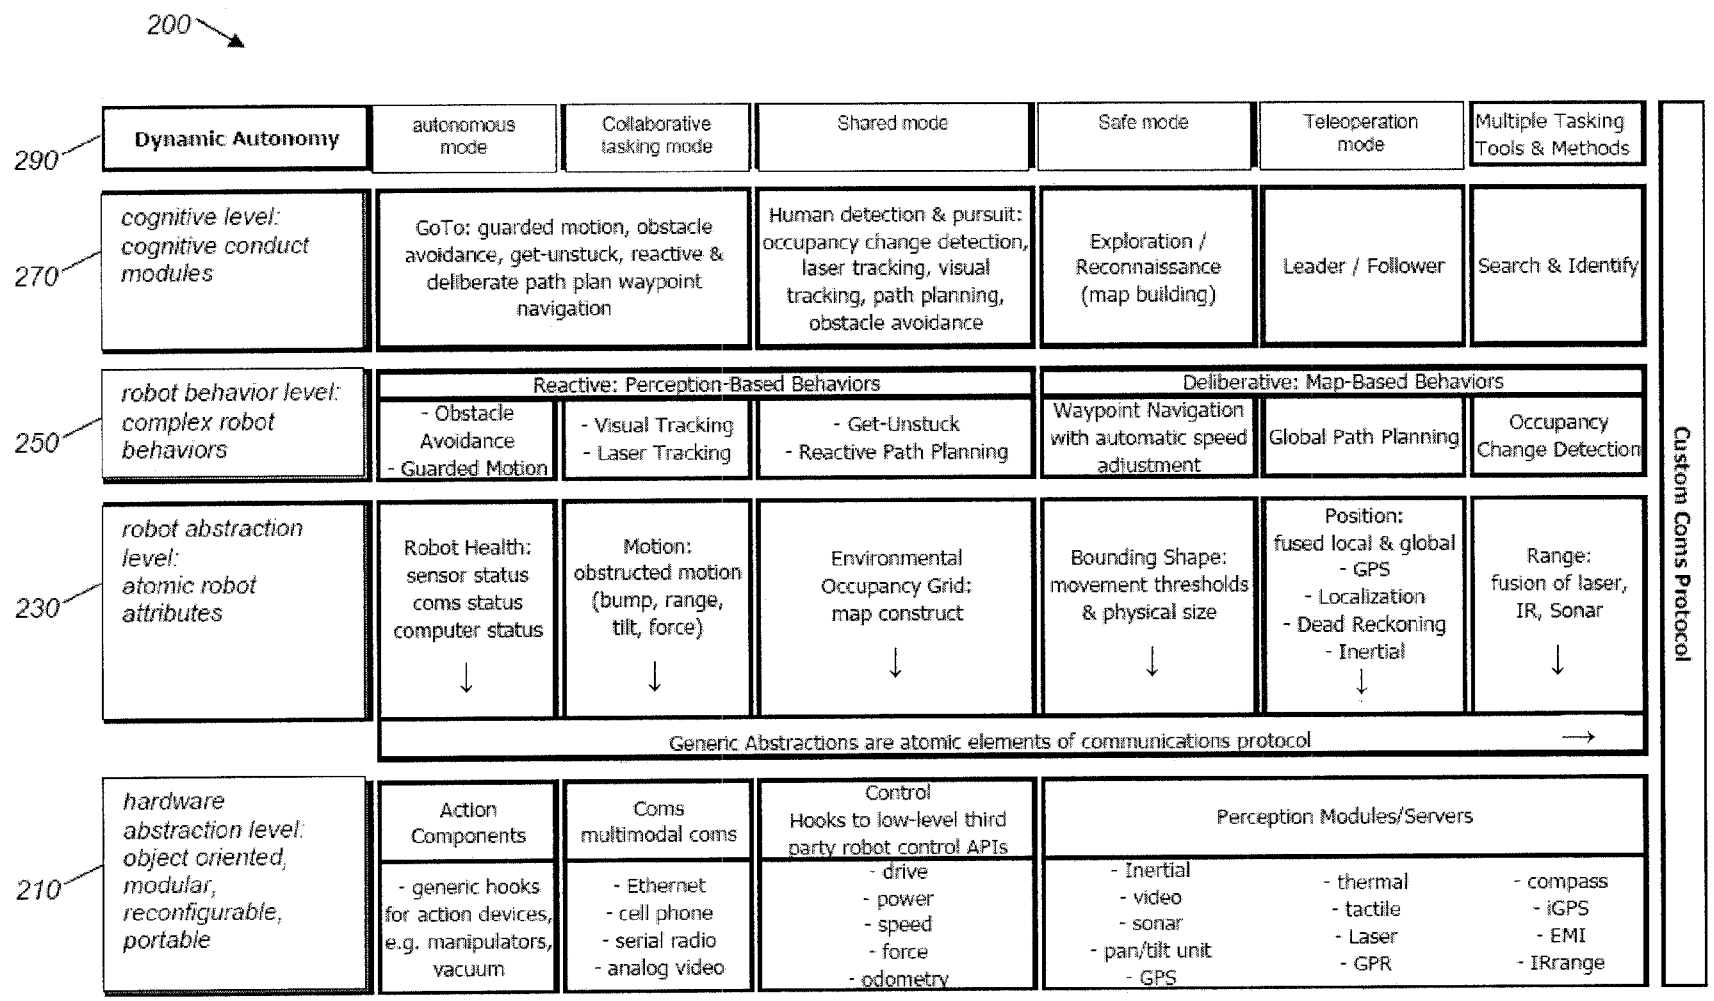 200
290
Dynamic Autonomy
autonomous
mode
Collaborative
tasking mode
Shared mode
Safe mode
Teleoperation
mode
Multiple Tasking
Tools & Methods
270
cognitive level:
cognitive conduct
modules
GoTo: guarded motion, obstacle
avoidance, get-unstuck, reactive &
deliberate path plan waypoint
navigation
Human detection & pursuit:
occupancy change detection,
laser tracking, visual
tracking, path planning,
obstacle avoidance
Exploration /
Reconnaissance
(map building)
Leader / Follower
Search & Identify
250
robot behavior level:
complex robot
behaviors
Reactive: Perception-Based Behaviors
- Obstacle
Avoidance
- Guarded Motion
- Visual Tracking
- Laser Tracking
- Get-Unstuck
- Reactive Path Planning
Deliberative: Map-Based Behaviors
Waypoint Navigation
with automatic speed
adjustment
Global Path Planning
Occupancy
Change Detection
230
robot abstraction
level:
atomic robot
attributes
Robot Health:
sensor status
coms status
computer status
↓
Motion:
obstructed motion
(bump, range,
tilt, force)
↓
Environmental
Occupancy Grid:
map construct
↓
Bounding Shape:
movement thresholds
& physical size
↓
Position:
fused local & global
- GPS
- Localization
- Dead Reckoning
- Inertial
↓
Range:
fusion of laser,
IR, Sonar
↓
Generic Abstractions are atomic elements of communications protocol →
210
hardware
abstraction level:
object oriented,
modular,
reconfigurable,
portable
Action
Components
- generic hooks
for action devices,
e.g. manipulators,
vacuum
Coms
multimodal coms
- Ethernet
- cell phone
- serial radio
- analog video
Control
Hooks to low-level third
party robot control APIs
- drive
- power
- speed
- force
- odometry
Perception Modules/Servers
- Inertial
- video
- sonar
- pan/tilt unit
- GPS
- thermal
- tactile
- Laser
- GPR
- compass
- iGPS
- EMI
- IRrange
Custom Coms Protocol